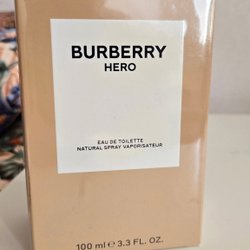 BURBERRY
HERO
EAU DE TOILETTE
NATURAL SPRAY VAPORISATEUR
100 ml ℮ 3.3 FL. OZ.